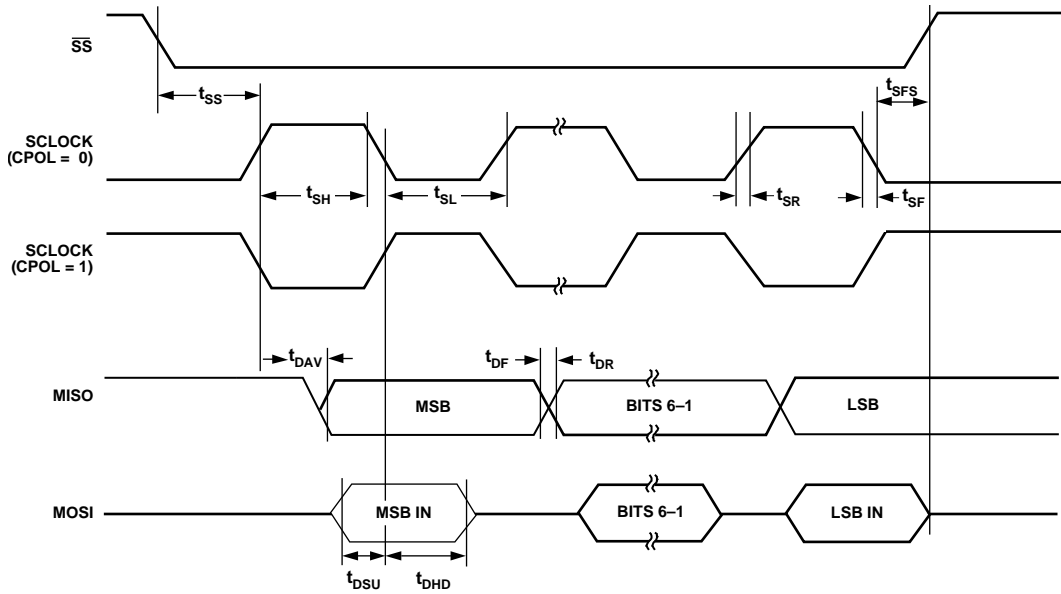 SS
tSS
tSFS
SCLOCK
(CPOL = 0)
tSH
tSL
tSR
tSF
SCLOCK
(CPOL = 1)
tDAV
tDF
tDR
MISO
MSB
BITS 6–1
LSB
MOSI
MSB IN
BITS 6–1
LSB IN
tDSU
tDHD